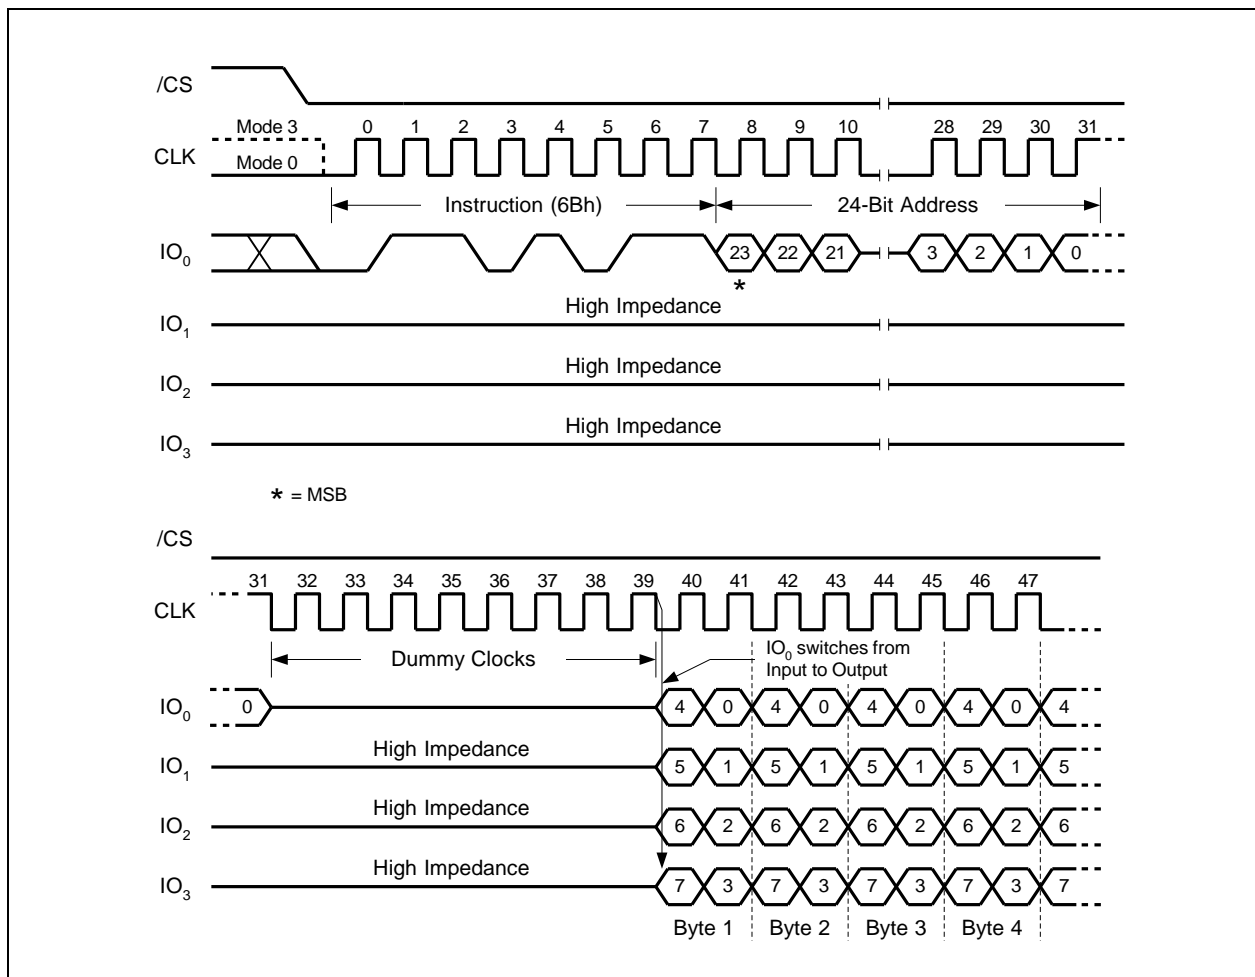 /CS
Mode 3 0 1 2 3 4 5 6 7 8 9 10 28 29 30 31
CLK Mode 0
Instruction (6Bh) 24-Bit Address
IO0 23 22 21 3 2 1 0
*
High Impedance
IO1
High Impedance
IO2
High Impedance
IO3
* = MSB
/CS
31 32 33 34 35 36 37 38 39 40 41 42 43 44 45 46 47
CLK
Dummy Clocks IO0 switches from
Input to Output
IO0 0 4 0 4 0 4 0 4 0 4
High Impedance
IO1 5 1 5 1 5 1 5 1 5
High Impedance
IO2 6 2 6 2 6 2 6 2 6
High Impedance
IO3 7 3 7 3 7 3 7 3 7
Byte 1 Byte 2 Byte 3 Byte 4